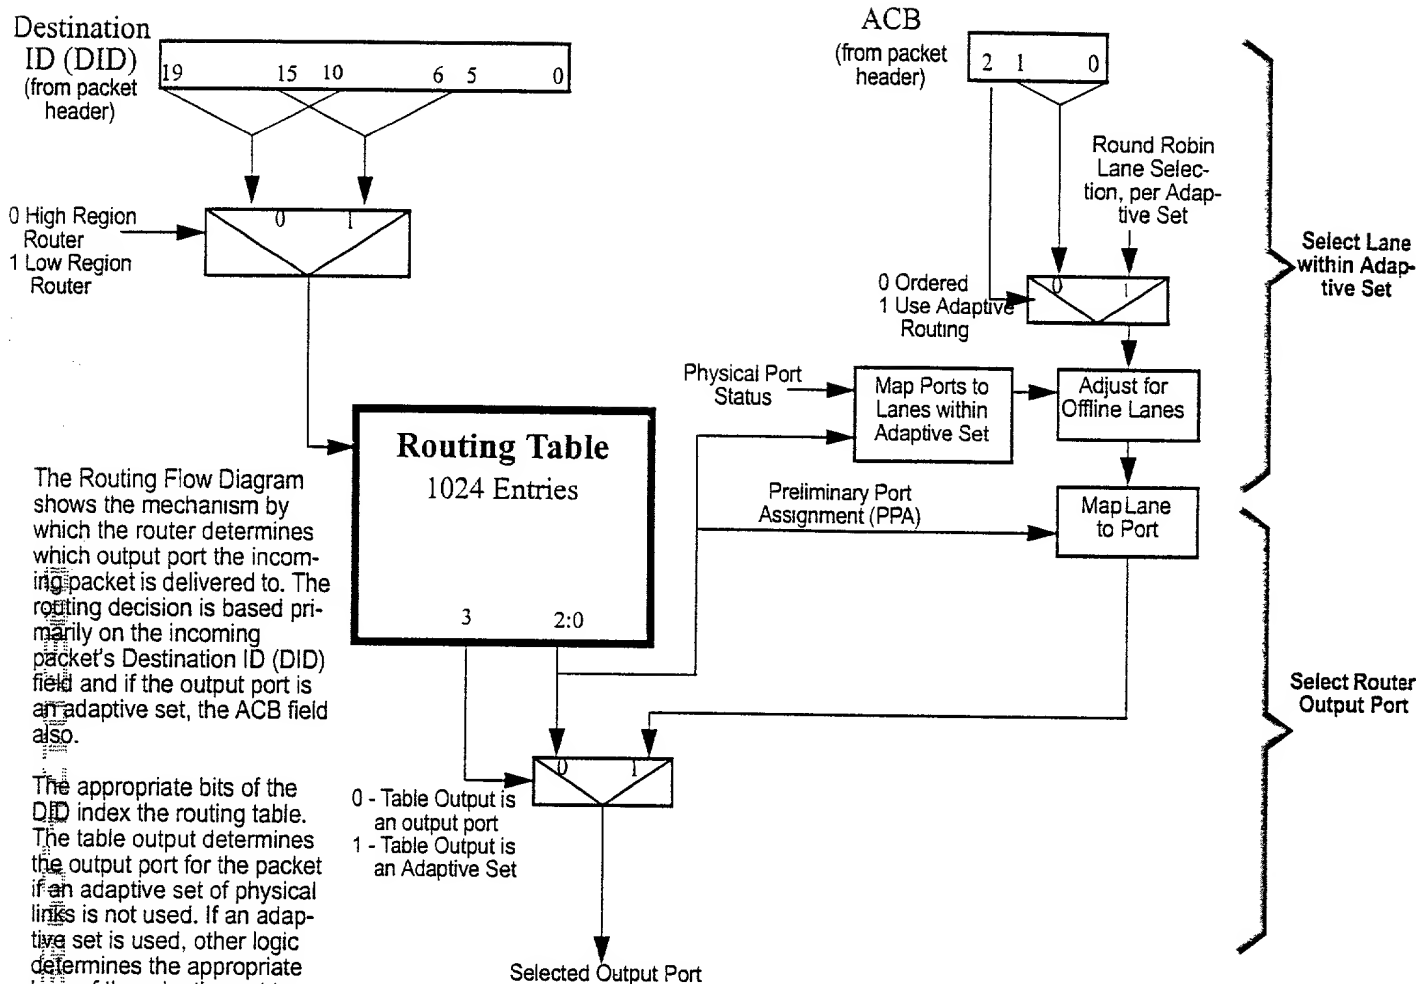 Destination
ID (DID)
(from packet
header)
19 15 10 6 5 0
ACB
(from packet
header)
2 1 0
Round Robin
Lane Selec-
tion, per Adap-
tive Set
0 High Region
Router
1 Low Region
Router
0 1
0 Ordered
1 Use Adaptive
Routing
0 1
Select Lane
within Adap-
tive Set
Physical Port
Status
Map Ports to
Lanes within
Adaptive Set
Adjust for
Offline Lanes
Routing Table
1024 Entries
3 2:0
Preliminary Port
Assignment (PPA)
Map Lane
to Port
The Routing Flow Diagram
shows the mechanism by
which the router determines
which output port the incom-
ing packet is delivered to. The
routing decision is based pri-
marily on the incoming
packet's Destination ID (DID)
field and if the output port is
an adaptive set, the ACB field
also.
Select Router
Output Port
0 1
0 - Table Output is
an output port
1 - Table Output is
an Adaptive Set
The appropriate bits of the
DID index the routing table.
The table output determines
the output port for the packet
if an adaptive set of physical
links is not used. If an adap-
tive set is used, other logic
determines the appropriate
Selected Output Port